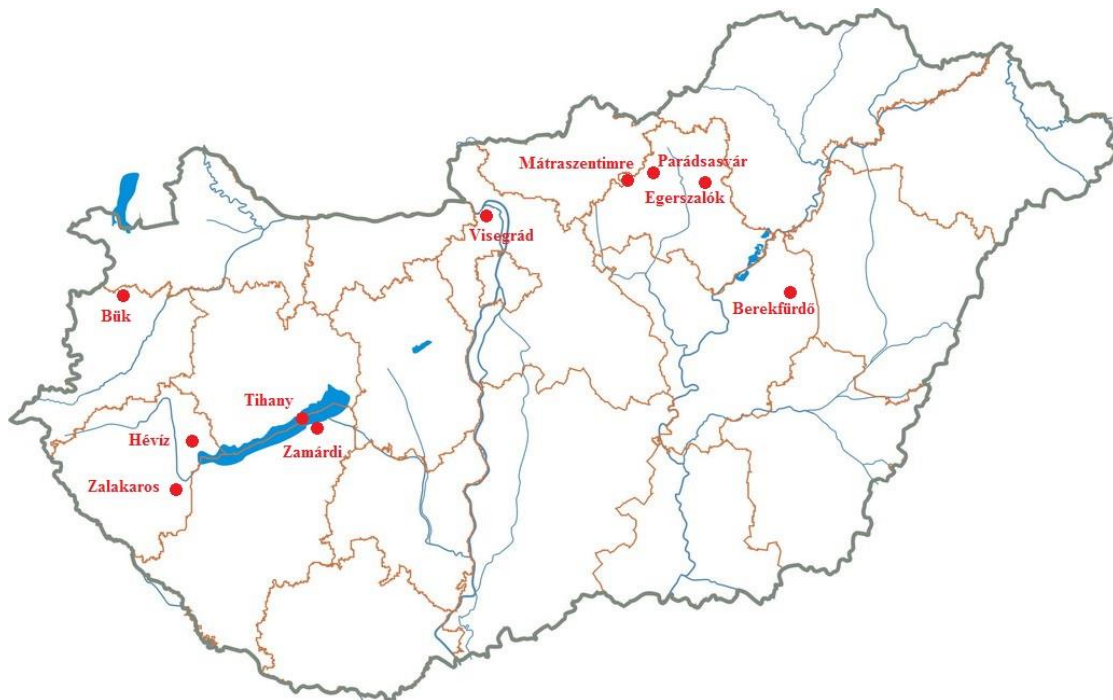 Mátraszentimre
Parádsasvár
Egerszalók
Visegrád
Bük
Berekfürdő
Tihany
Hévíz
Zamárdi
Zalakaros